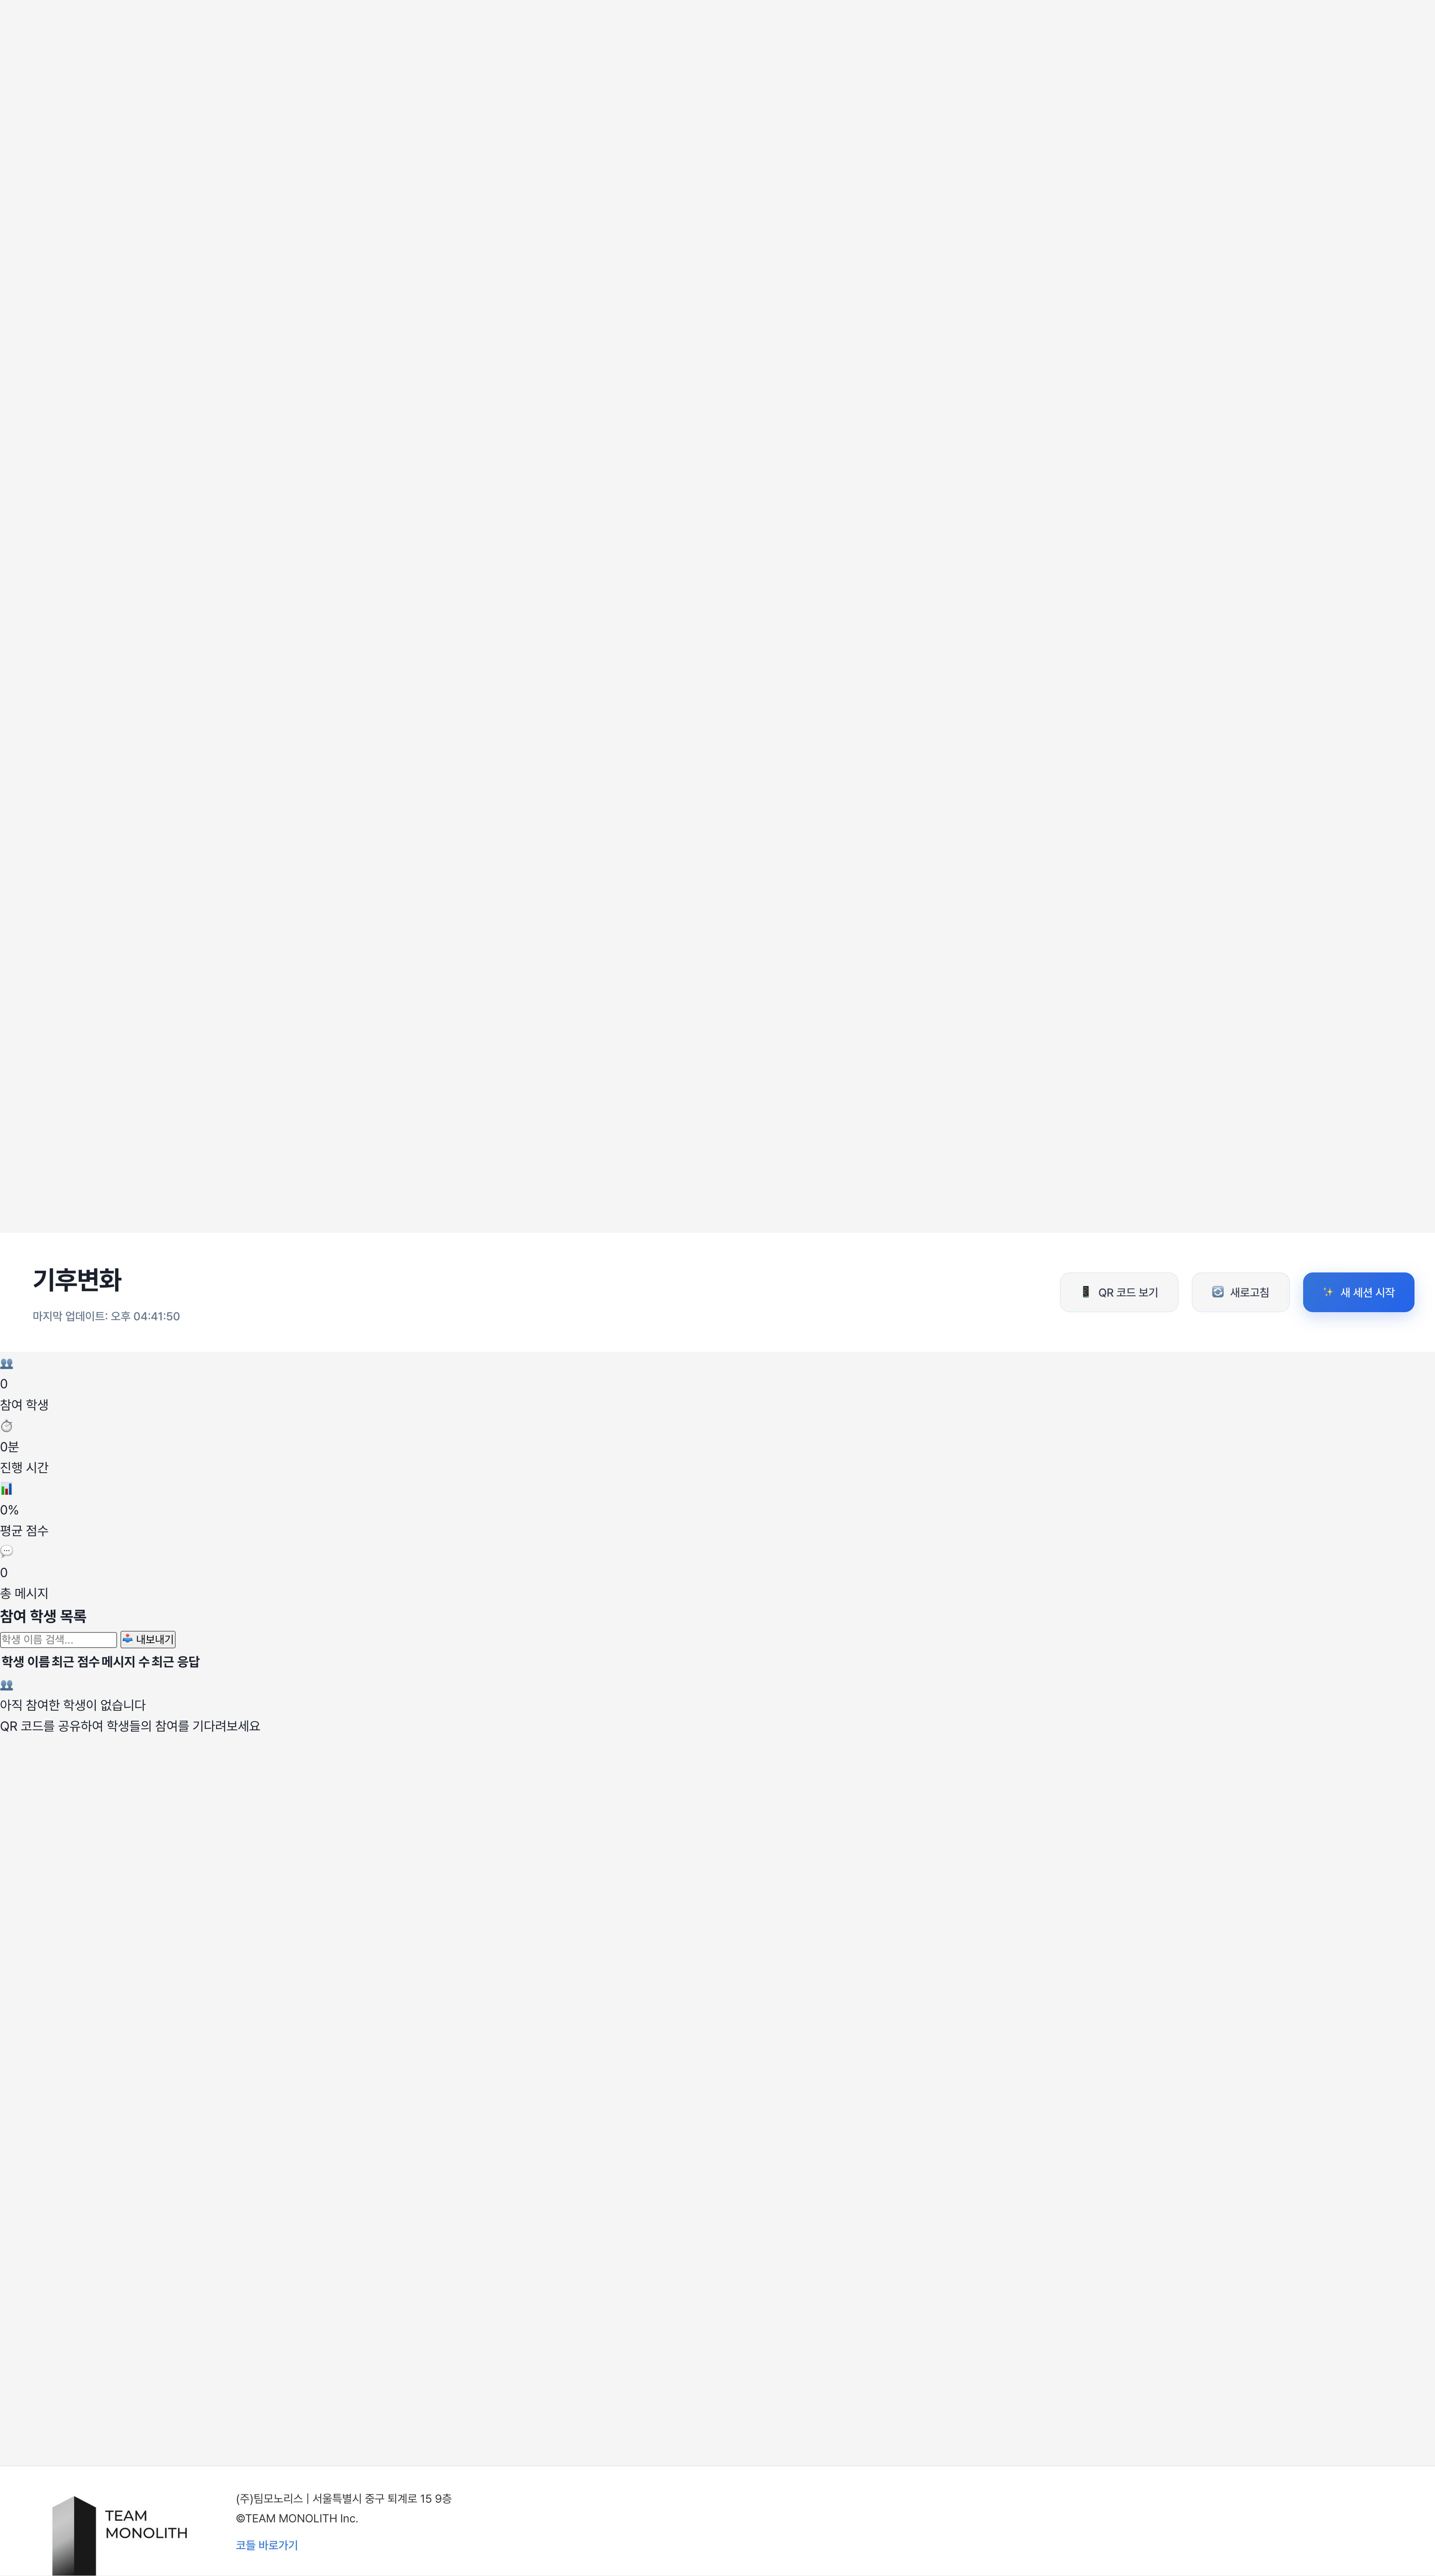 기후변화
마지막 업데이트: 오후 04:41:50
QR 코드 보기
새로고침
새 세션 시작
0
참여 학생
0분
진행 시간
0%
평균 점수
0
총 메시지
참여 학생 목록
학생 이름 검색...
내보내기
학생 이름 최근 점수 메시지 수 최근 응답
아직 참여한 학생이 없습니다
QR 코드를 공유하여 학생들의 참여를 기다려보세요
TEAM
MONOLITH
(주)팀모노리스 | 서울특별시 중구 퇴계로 15 9층
©TEAM MONOLITH Inc.
코들 바로가기